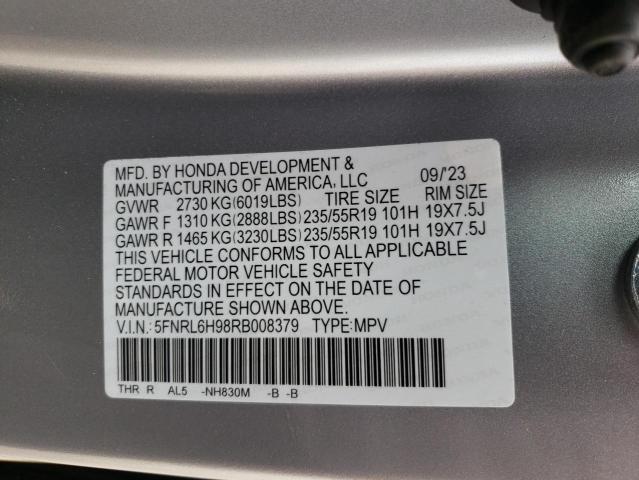 MFD. BY HONDA DEVELOPMENT & 09/'23
MANUFACTURING OF AMERICA, LLC
GVWR 2730 KG(6019LBS) TIRE SIZE RIM SIZE
GAWR F 1310 KG(2888LBS) 235/55R19 101H 19X7.5J
GAWR R 1465 KG(3230LBS) 235/55R19 101H 19X7.5J
THIS VEHICLE CONFORMS TO ALL APPLICABLE
FEDERAL MOTOR VEHICLE SAFETY
STANDARDS IN EFFECT ON THE DATE OF
MANUFACTURE SHOWN ABOVE.
V.I.N.: 5FNRL6H98RB008379 TYPE: MPV
THR R AL5 -NH830M -B -B